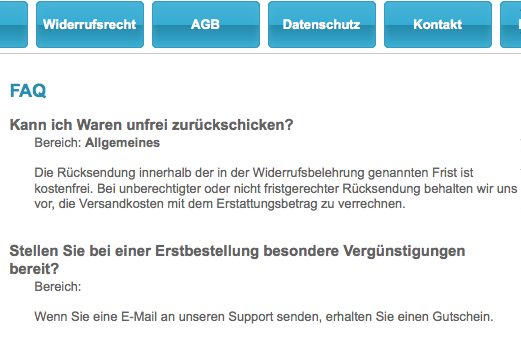 Widerrufsrecht AGB Datenschutz Kontakt
FAQ
Kann ich Waren unfrei zurückschicken?
Bereich: Allgemeines
Die Rücksendung innerhalb der in der Widerrufsbelehrung genannten Frist ist
kostenfrei. Bei unberechtigter oder nicht fristgerechter Rücksendung behalten wir uns
vor, die Versandkosten mit dem Erstattungsbetrag zu verrechnen.
Stellen Sie bei einer Erstbestellung besondere Vergünstigungen
bereit?
Bereich:
Wenn Sie eine E-Mail an unseren Support senden, erhalten Sie einen Gutschein.